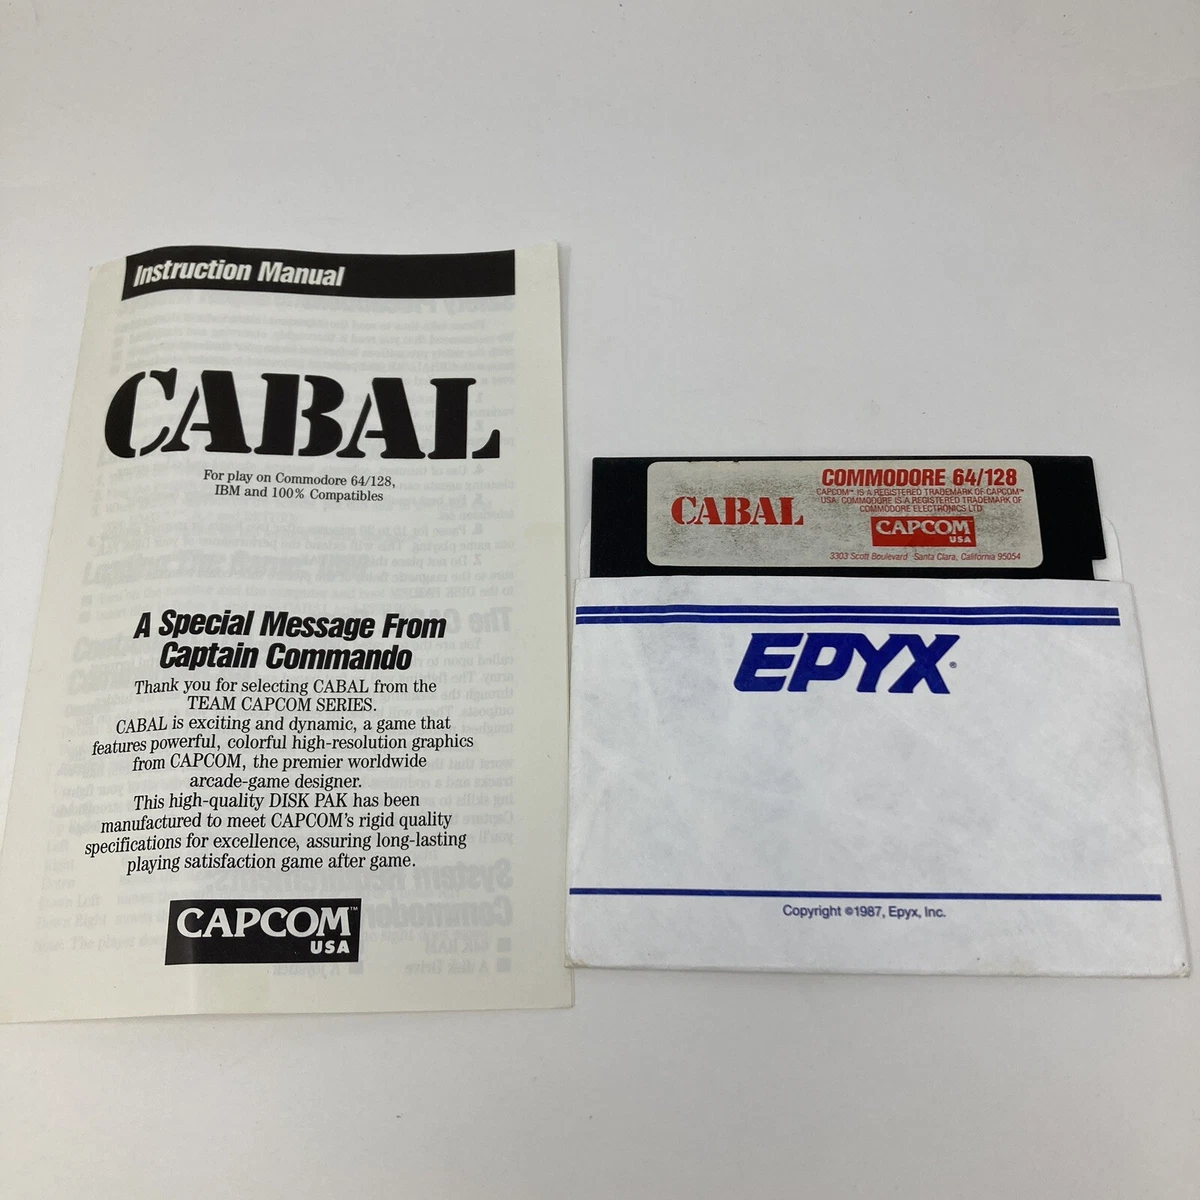 Instruction Manual
CABAL
For play on Commodore 64/128,
IBM and 100% Compatibles
A Special Message From
Captain Commando
Thank you for selecting CABAL from the
TEAM CAPCOM SERIES.
CABAL is exciting and dynamic, a game that
features powerful, colorful high-resolution graphics
from CAPCOM, the premier worldwide
arcade-game designer.
This high-quality DISK PAK has been
manufactured to meet CAPCOM's rigid quality
specifications for excellence, assuring long-lasting
playing satisfaction game after game.
CAPCOM™
USA
CABAL
COMMODORE 64/128
CAPCOM™ IS A REGISTERED TRADEMARK OF CAPCOM™
USA. COMMODORE IS A REGISTERED TRADEMARK OF
COMMODORE ELECTRONICS LTD
CAPCOM
USA
3303 Scott Boulevard Santa Clara, California 95054
EPYX®
Copyright ©1987, Epyx, Inc.